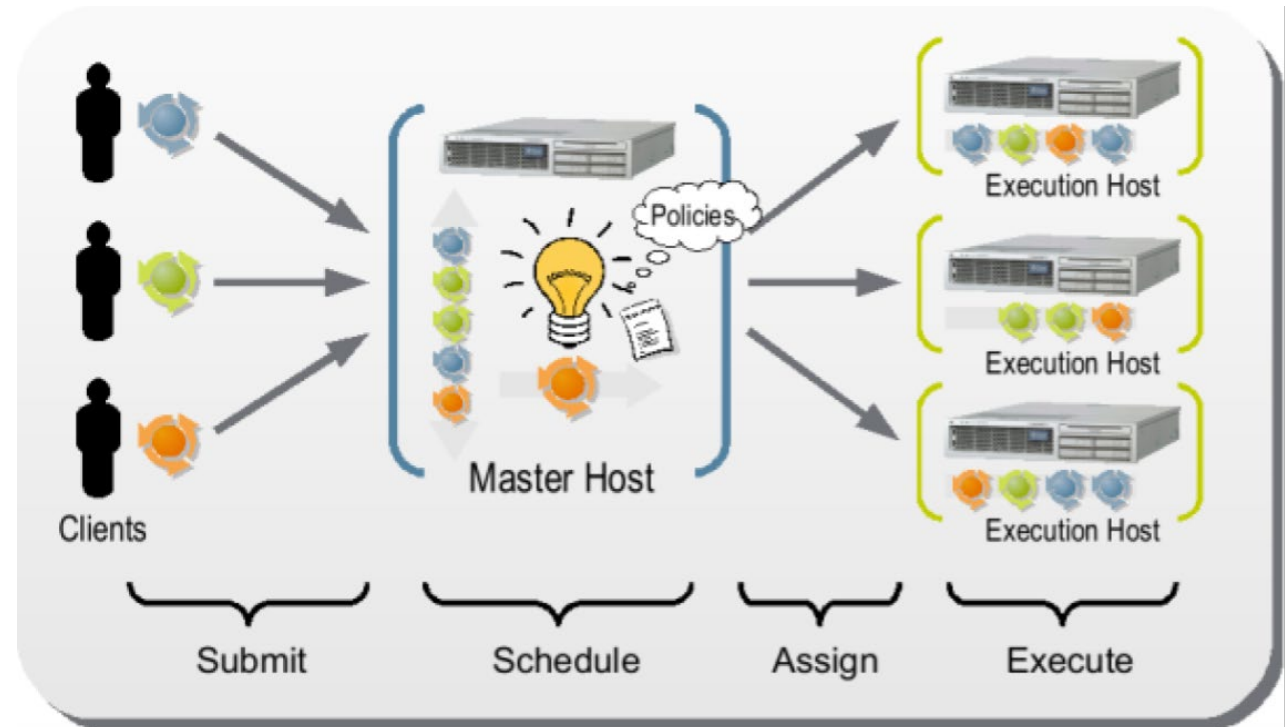 Policies
Execution Host
Execution Host
Master Host
Execution Host
Clients
Submit
Schedule
Assign
Execute